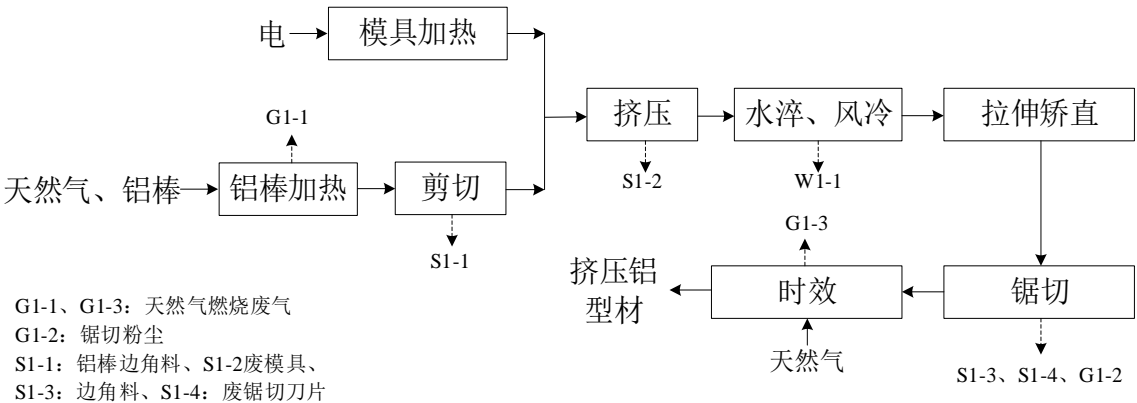 电
模具加热
G1-1
挤压
水淬、风冷
拉伸矫直
天然气、铝棒
铝棒加热
剪切
S1-2
W1-1
S1-1
G1-3
挤压铝
型材
时效
锯切
天然气
S1-3、S1-4、G1-2
G1-1、G1-3：天然气燃烧废气
G1-2：锯切粉尘
S1-1：铝棒边角料、S1-2废模具、
S1-3：边角料、S1-4：废锯切刀片